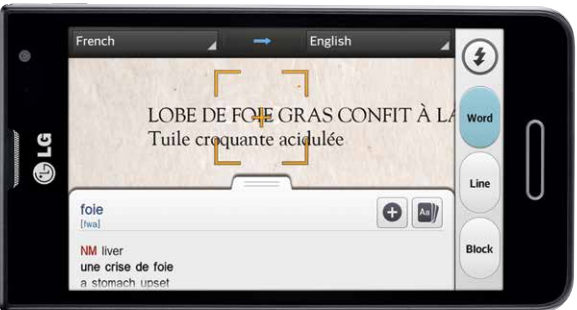 French
English
LOBE DE FOIE GRAS CONFIT À LA
Tuile croquante acidulée
Word
Line
Block
foie
[fwa]
Aa
NM liver
une crise de foie
a stomach upset
LG